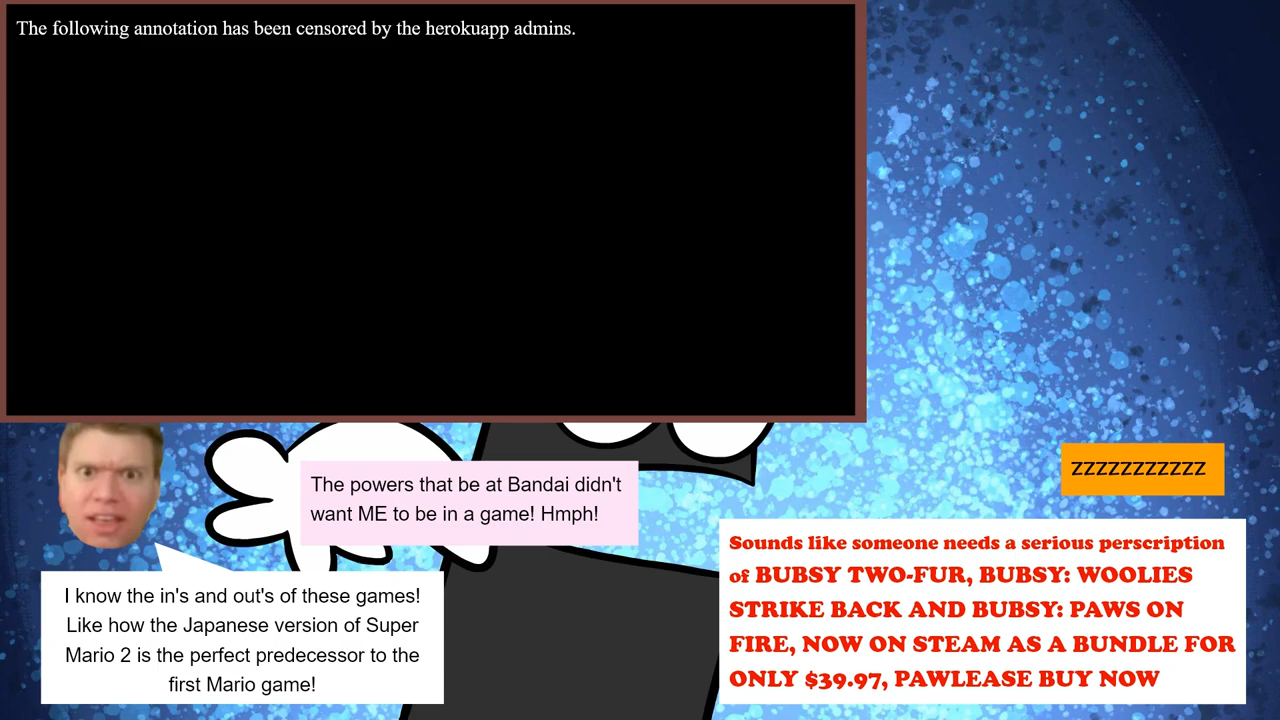 The following annotation has been censored by the herokuapp admins.
The powers that be at Bandai didn't
want ME to be in a game! Hmph!
I know the in's and out's of these games!
Like how the Japanese version of Super
Mario 2 is the perfect predecessor to the
first Mario game!
ZZZZZZZZZZZ
Sounds like someone needs a serious perscription
of BUBSY TWO-FUR, BUBSY: WOOLIES
STRIKE BACK AND BUBSY: PAWS ON
FIRE, NOW ON STEAM AS A BUNDLE FOR
ONLY $39.97, PAWLEASE BUY NOW